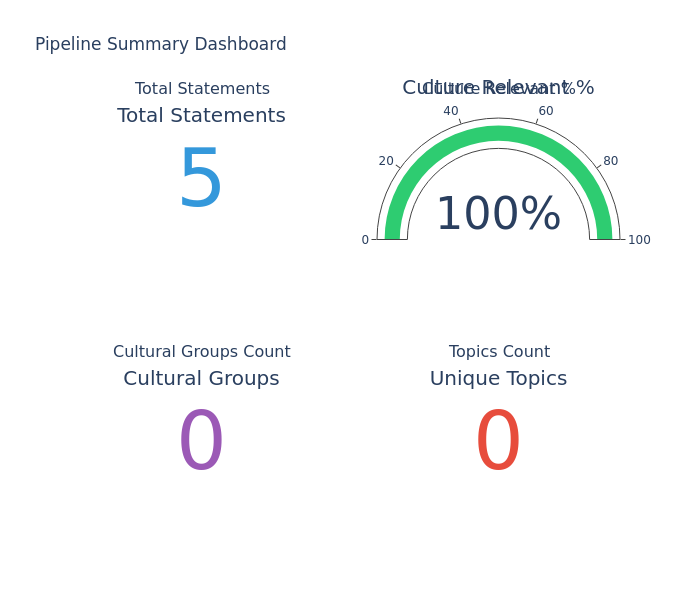 Pipeline Summary Dashboard
Total Statements
Total Statements
5
Culture Relevant %
Culture Relevant %
0
20
40
60
80
100
100%
Cultural Groups Count
Cultural Groups
0
Topics Count
Unique Topics
0